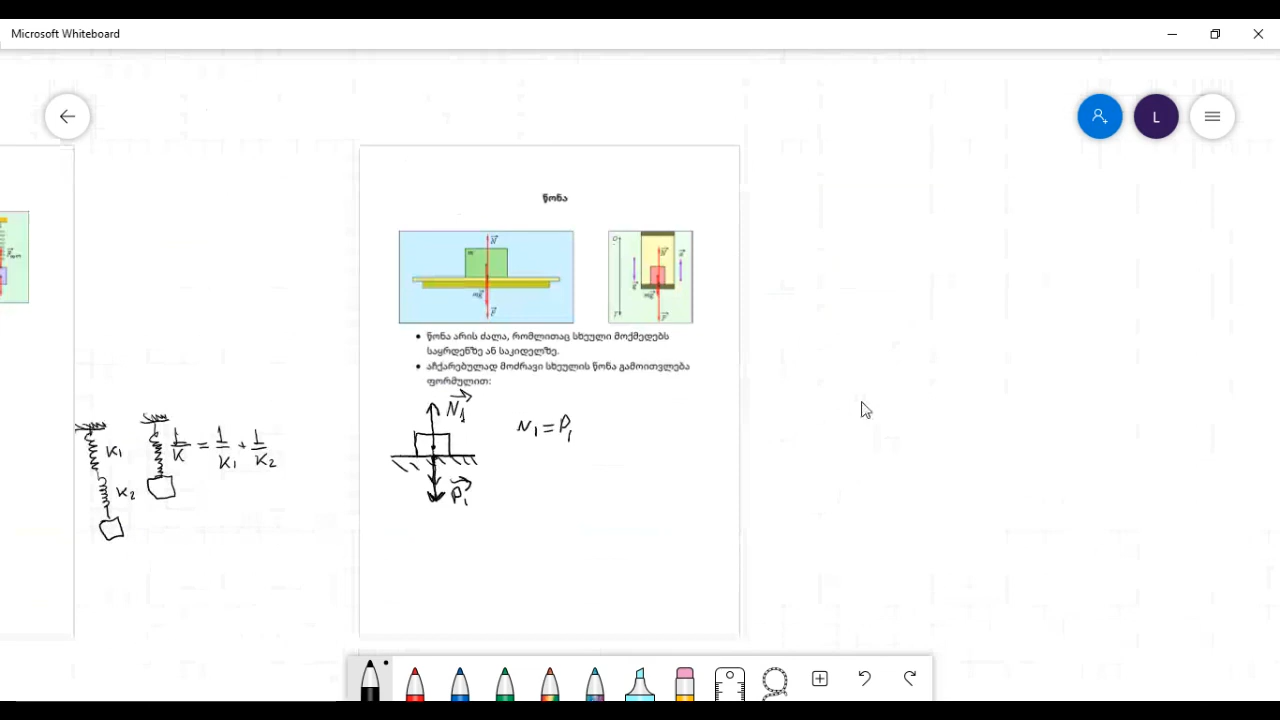 Microsoft Whiteboard
L
წონა
m
N
mg
• წონა არის ძალა, რომლითაც სხეული მოქმედებს
საყრდენზე ან საკიდელზე.
• აჩქარებულად მოძრავი სხეულის წონა გამოითვლება
ფორმულით:
N₁
N₁ = P₁
P₁
K₁
K₂
1/K = 1/K₁ + 1/K₂